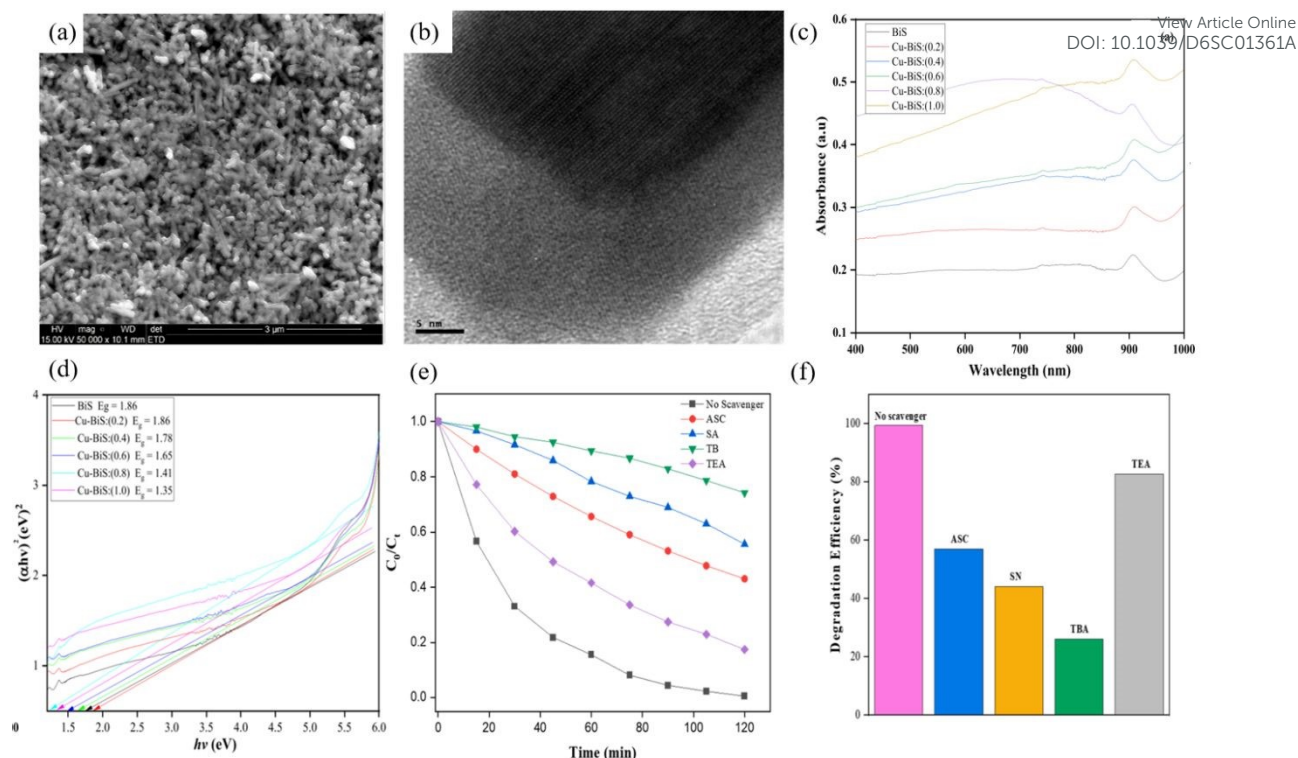 View Article Online
DOI: 10.1039/D6SC01361A
(a)
HV mag WD det 3 µm
15.00 kV 50 000 x 10.1 mm ETD
(b)
5 nm
(c)
BiS
Cu-BiS:(0.2)
Cu-BiS:(0.4)
Cu-BiS:(0.6)
Cu-BiS:(0.8)
Cu-BiS:(1.0)
Absorbance (a.u)
0.6
0.5
0.4
0.3
0.2
0.1
400 500 600 700 800 900 1000
Wavelength (nm)
(d)
BiS Eg = 1.86
Cu-BiS:(0.2) Eg = 1.86
Cu-BiS:(0.4) Eg = 1.78
Cu-BiS:(0.6) Eg = 1.65
Cu-BiS:(0.8) Eg = 1.41
Cu-BiS:(1.0) Eg = 1.35
(αhν)² (eV)²
4
3
2
1
1.5 2.0 2.5 3.0 3.5 4.0 4.5 5.0 5.5 6.0
hν (eV)
(e)
No Scavenger
ASC
SA
TB
TEA
C₀/Cₜ
1.0
0.8
0.6
0.4
0.2
0.0
0 20 40 60 80 100 120
Time (min)
(f)
Degradation Efficiency (%)
100
80
60
40
20
0
No scavenger
ASC
SN
TBA
TEA